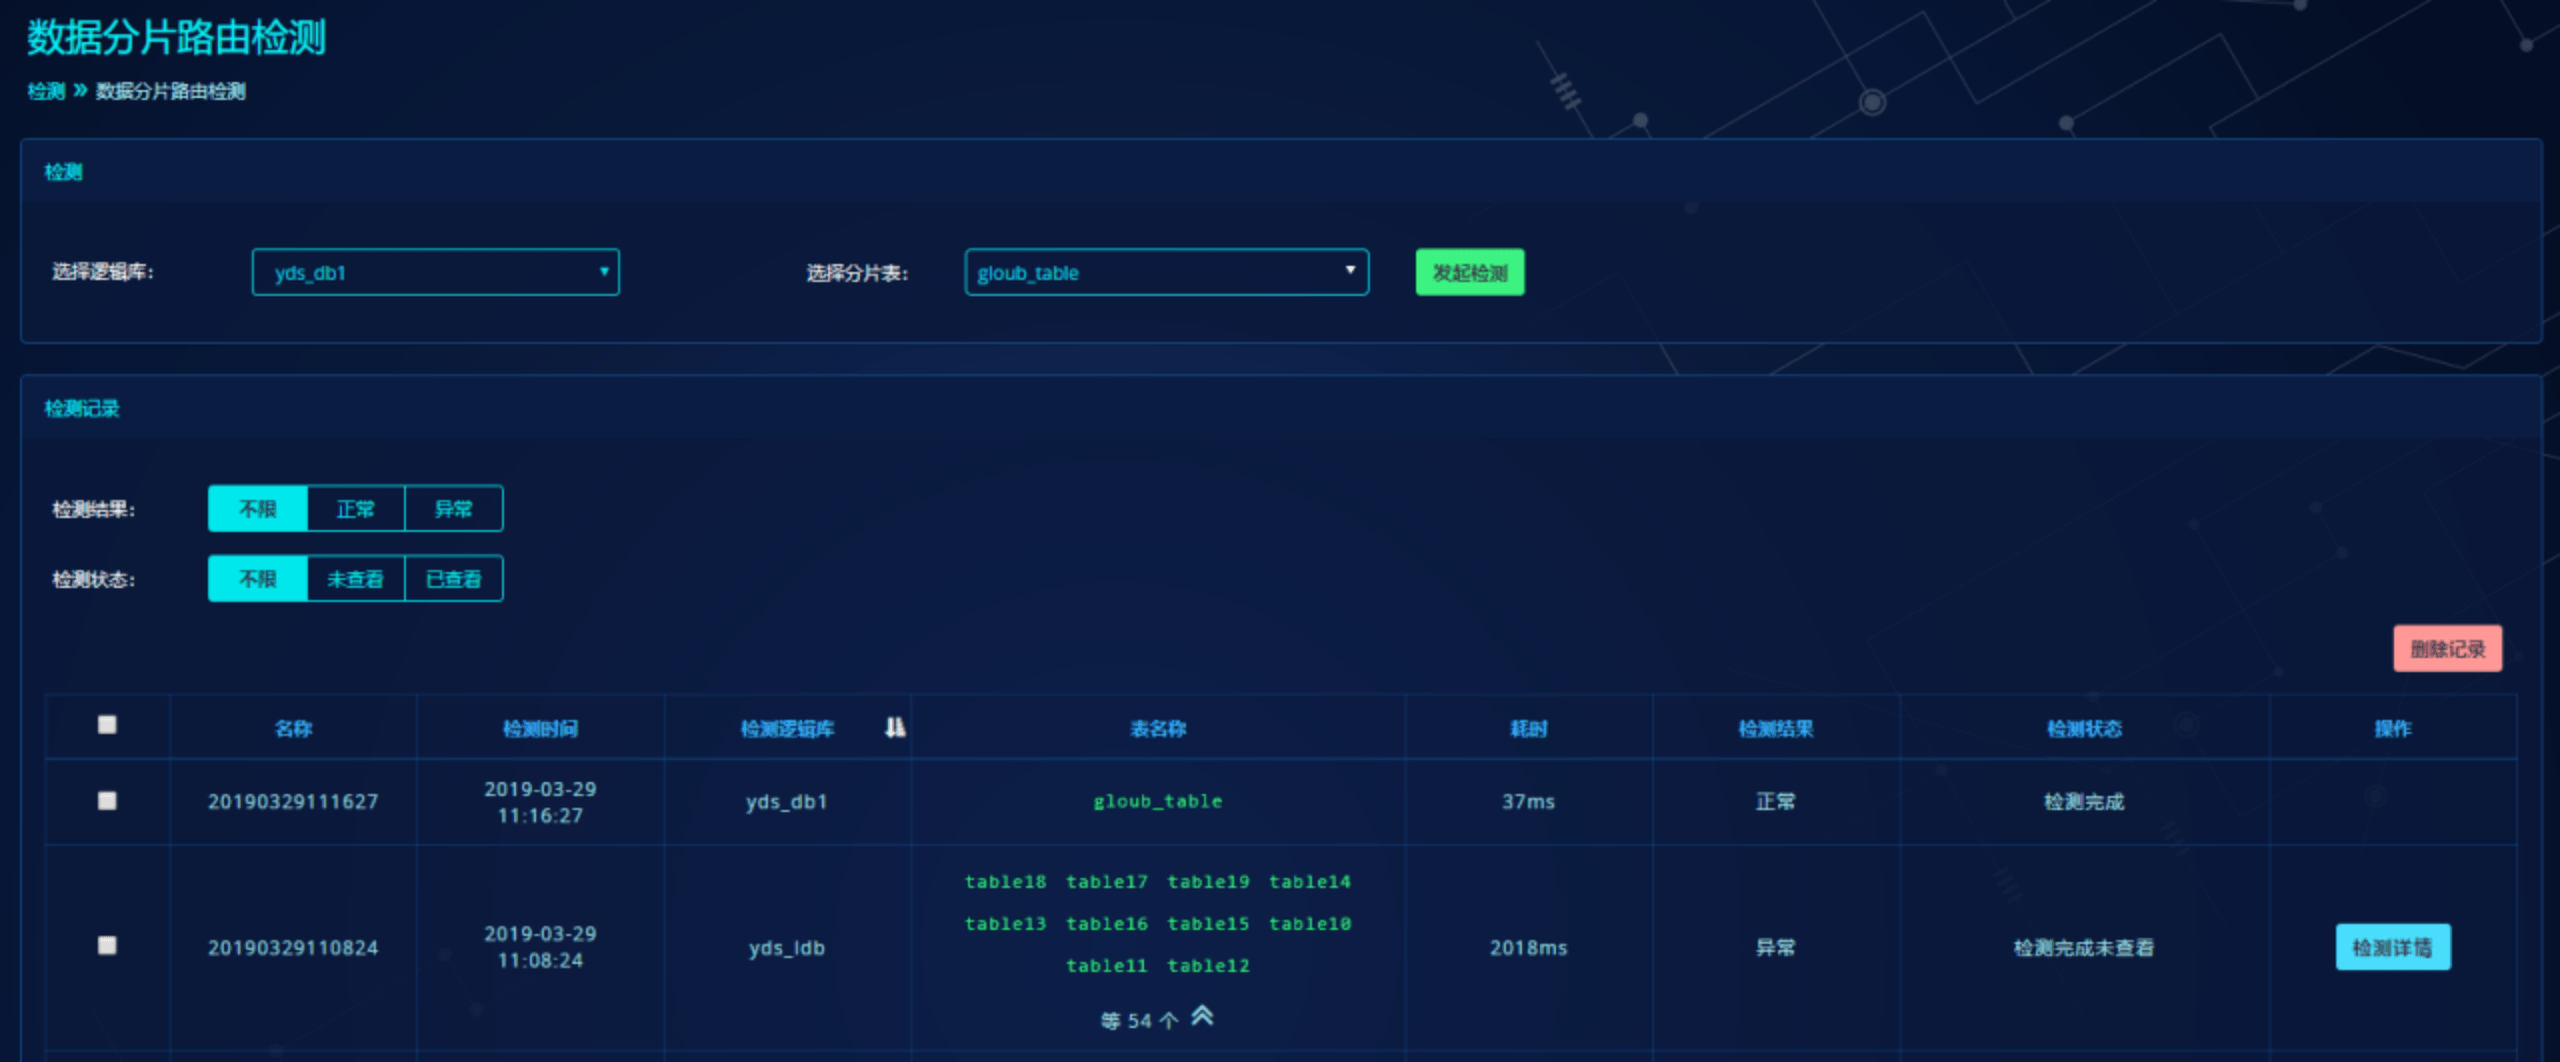 数据分片路由检测
检测 » 数据分片路由检测
检测
选择逻辑库： yds_db1 选择分片表： gloub_table 发起检测
检测记录
检测结果： 不限 正常 异常
检测状态： 不限 未查看 已查看
删除记录
名称 检测时间 检测逻辑库 表名称 耗时 检测结果 检测状态 操作
20190329111627 2019-03-29 11:16:27 yds_db1 gloub_table 37ms 正常 检测完成
table18 table17 table19 table14
table13 table16 table15 table10
20190329110824 2019-03-29 11:08:24 yds_ldb 2018ms 异常 检测完成未查看 检测详情
table11 table12
等 54 个